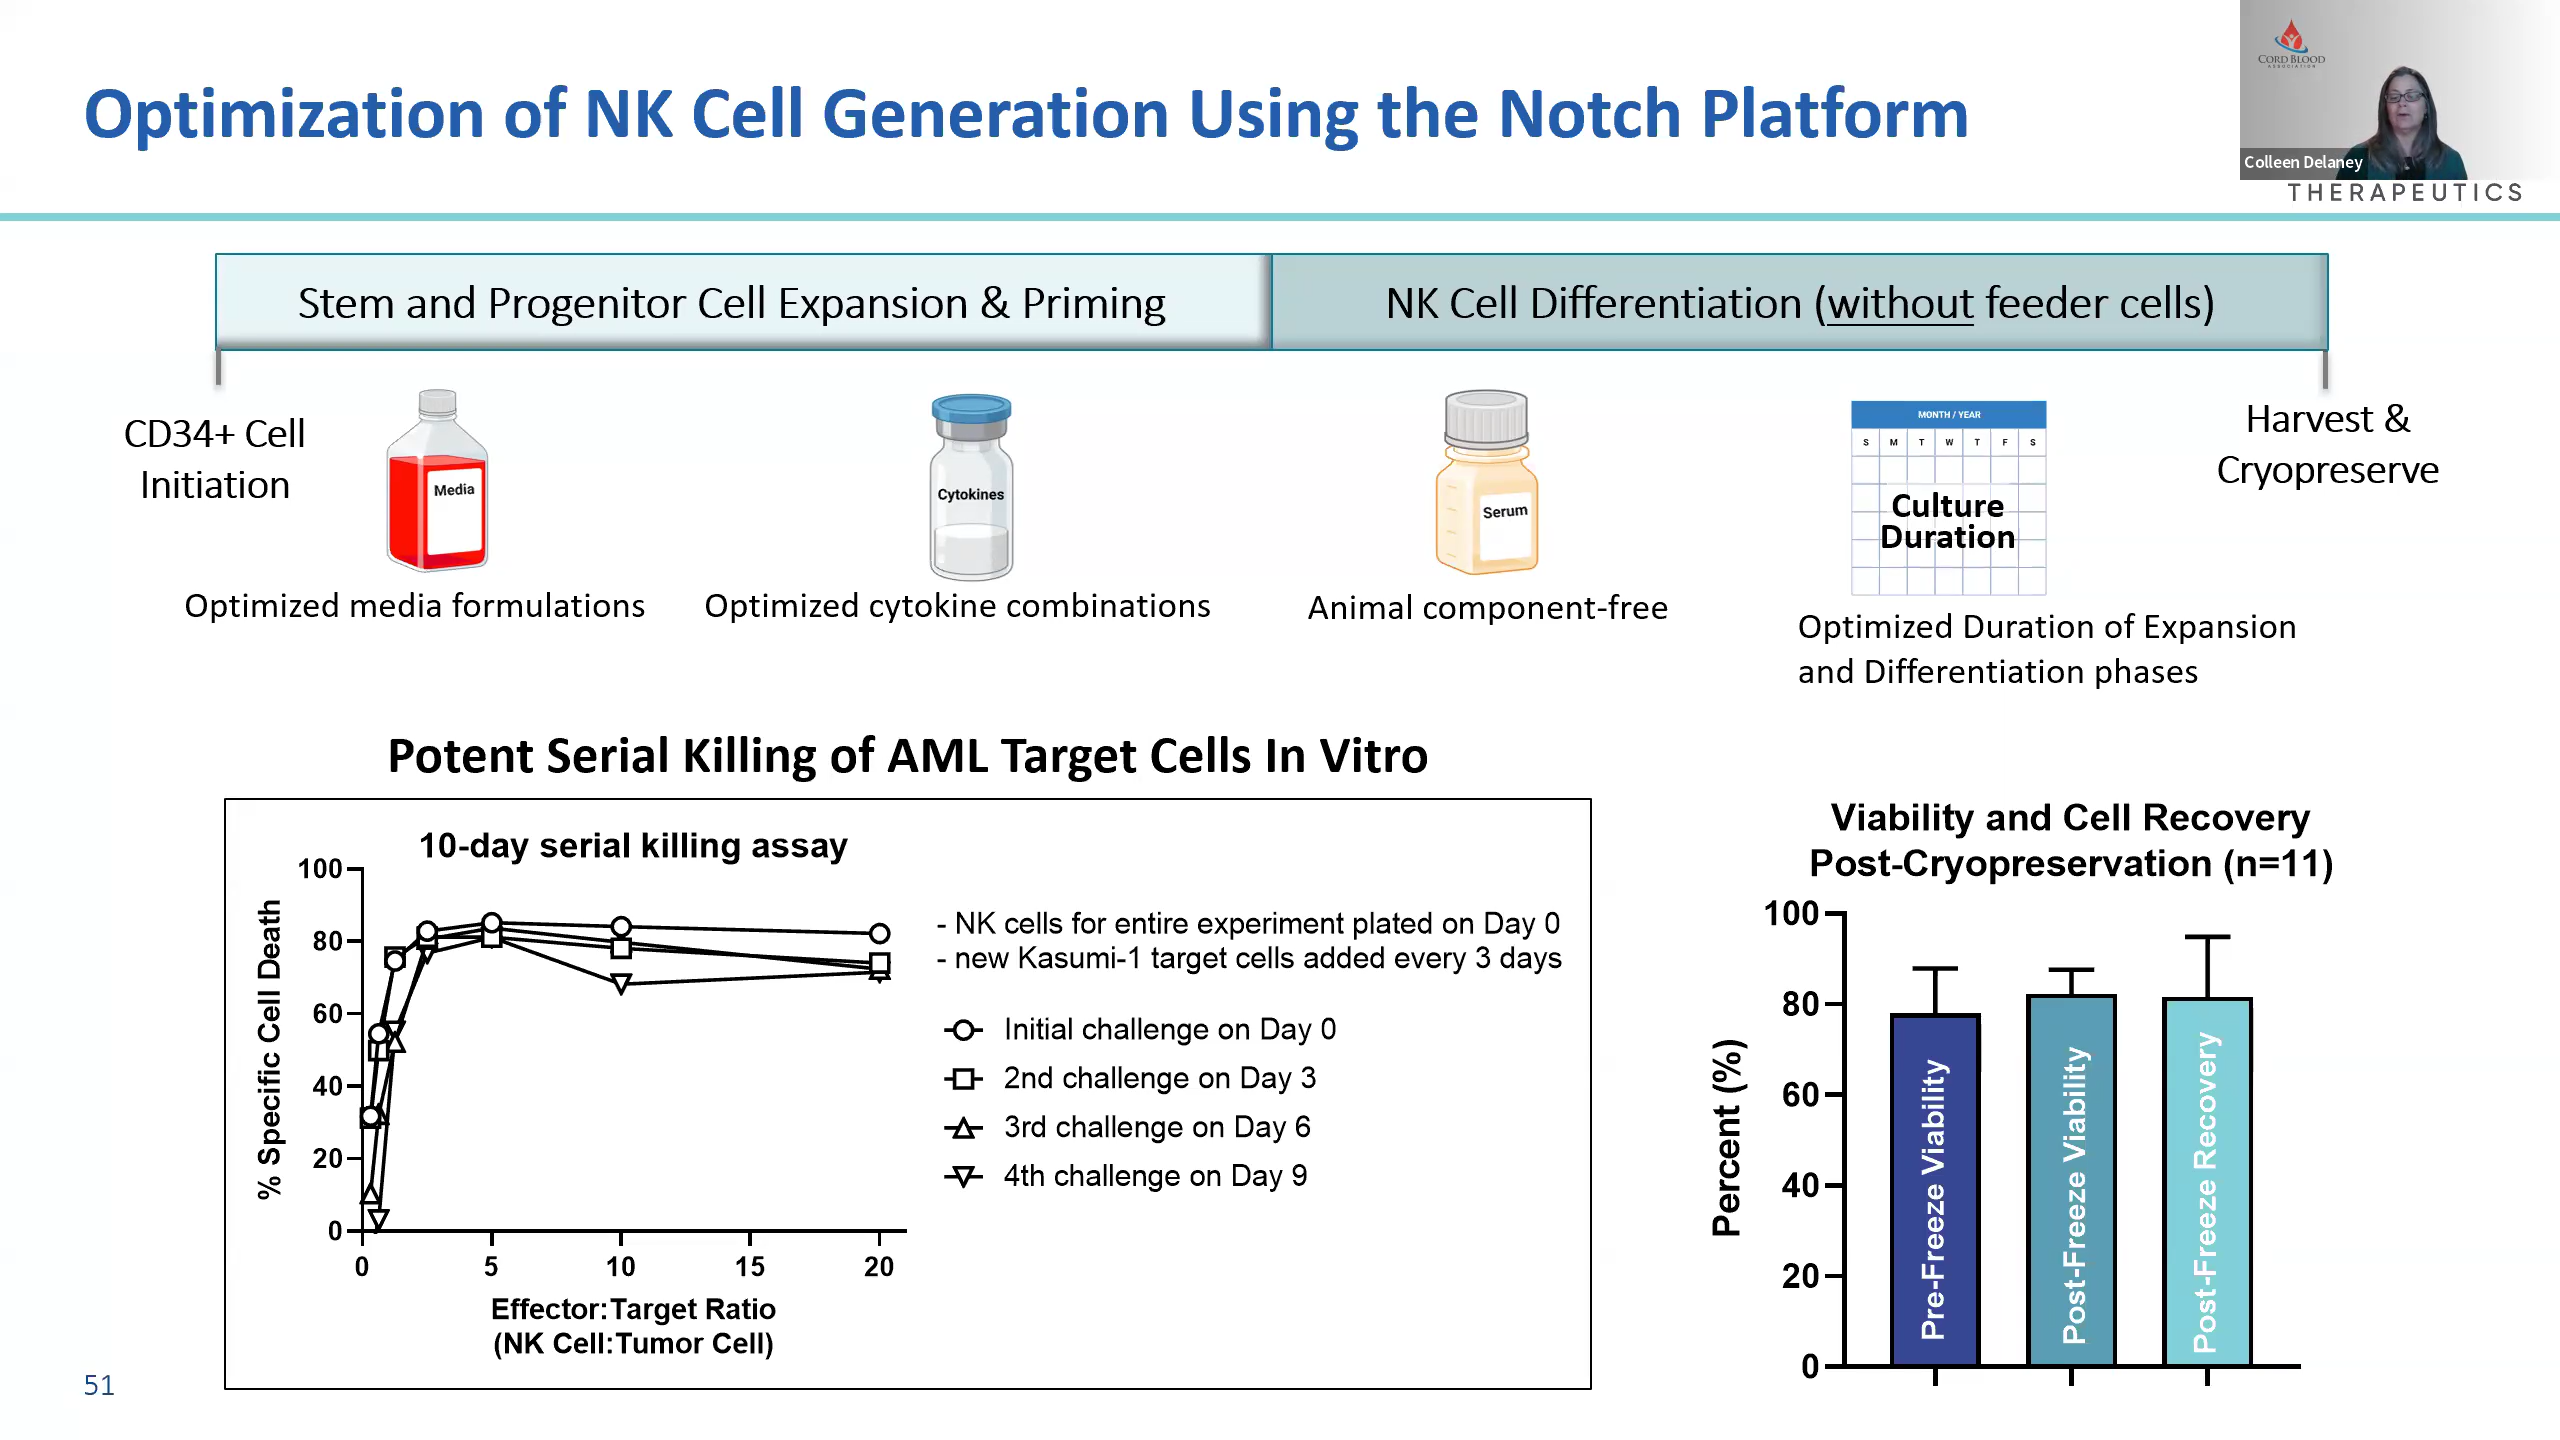 Optimization of NK Cell Generation Using the Notch Platform
CORD BLOOD
ASSOCIATION
Colleen Delaney
THERAPEUTICS
Stem and Progenitor Cell Expansion & Priming
NK Cell Differentiation (without feeder cells)
CD34+ Cell
Initiation
Media
Optimized media formulations
Cytokines
Optimized cytokine combinations
Serum
Animal component-free
MONTH / YEAR
S M T W T F S
Culture
Duration
Optimized Duration of Expansion
and Differentiation phases
Harvest &
Cryopreserve
Potent Serial Killing of AML Target Cells In Vitro
10-day serial killing assay
% Specific Cell Death
100
80
60
40
20
0
0 5 10 15 20
Effector:Target Ratio
(NK Cell:Tumor Cell)
- NK cells for entire experiment plated on Day 0
- new Kasumi-1 target cells added every 3 days
Initial challenge on Day 0
2nd challenge on Day 3
3rd challenge on Day 6
4th challenge on Day 9
Viability and Cell Recovery
Post-Cryopreservation (n=11)
Percent (%)
100
80
60
40
20
0
Pre-Freeze Viability
Post-Freeze Viability
Post-Freeze Recovery
51